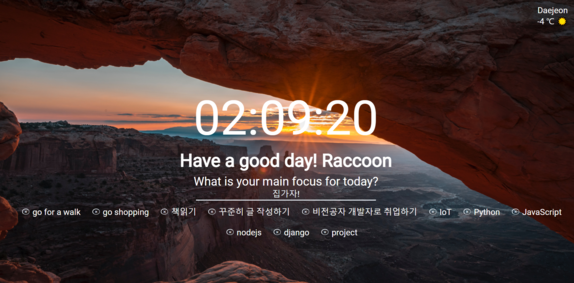 Daejeon
-4 ℃
02:09:20
Have a good day! Raccoon
What is your main focus for today?
집가자!
go for a walk go shopping 책읽기 꾸준히 글 작성하기 비전공자 개발자로 취업하기 IoT Python JavaScript
nodejs django project